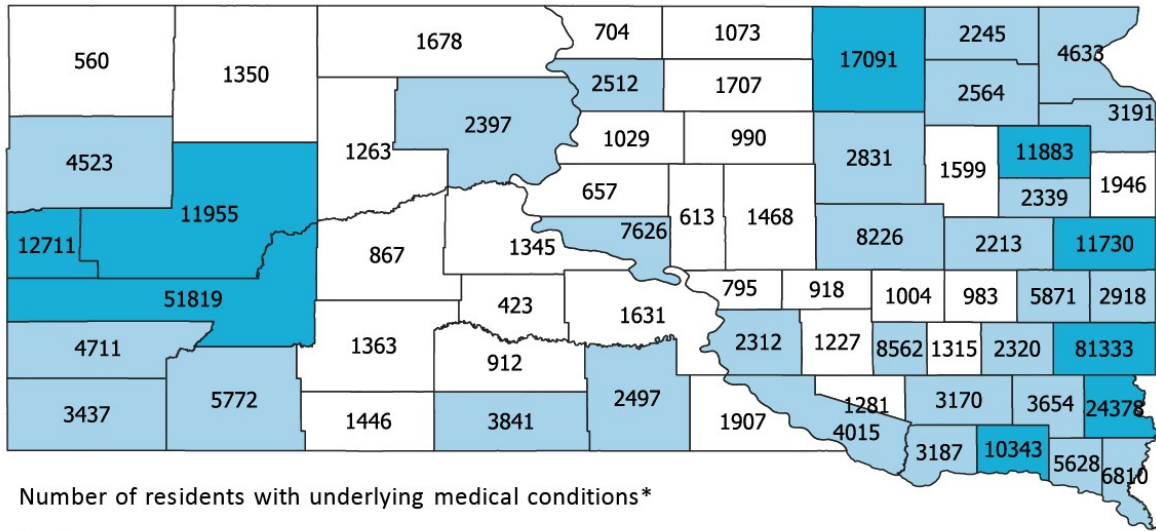 704 1073 2245
1678 17091 4633
560 1350 2512 1707 2564
2397 3191
4523 1263 1029 990 2831 1599 11883
11955 657 613 1468 2339 1946
12711 867 1345 7626 8226 2213 11730
51819 423 1631 795 918 1004 983 5871 2918
4711 1363 912 2312 1227 8562 1315 2320 81333
3437 5772 1446 3841 2497 1907 1281 3170 3654 24378
4015 3187 10343 5628 6810
Number of residents with underlying medical conditions*